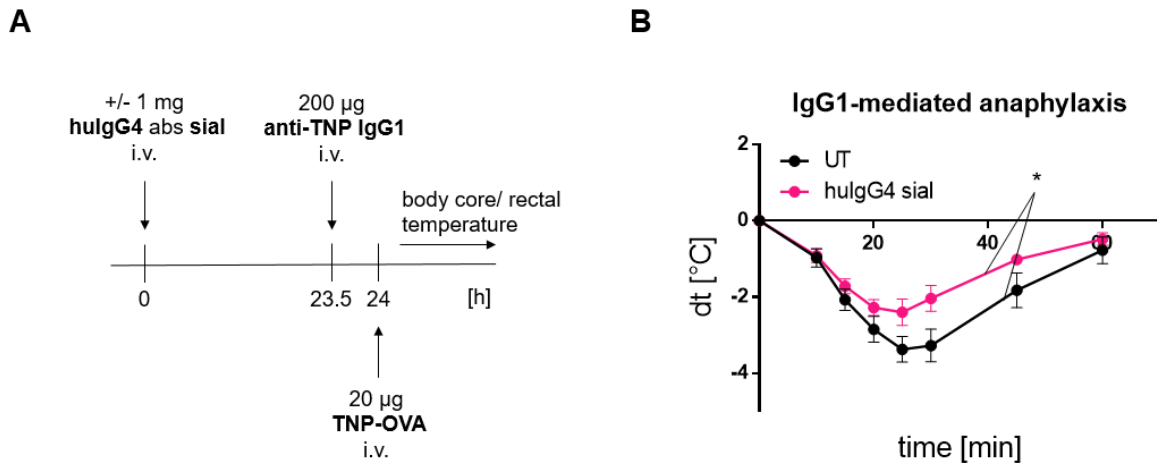 A
+/- 1 mg
huIgG4 abs sial
i.v.
200 µg
anti-TNP IgG1
i.v.
body core/ rectal
temperature
0
23.5
24
[h]
20 µg
TNP-OVA
i.v.
B
IgG1-mediated anaphylaxis
UT
huIgG4 sial
*
2
0
-2
-4
20
40
60
dt [°C]
time [min]